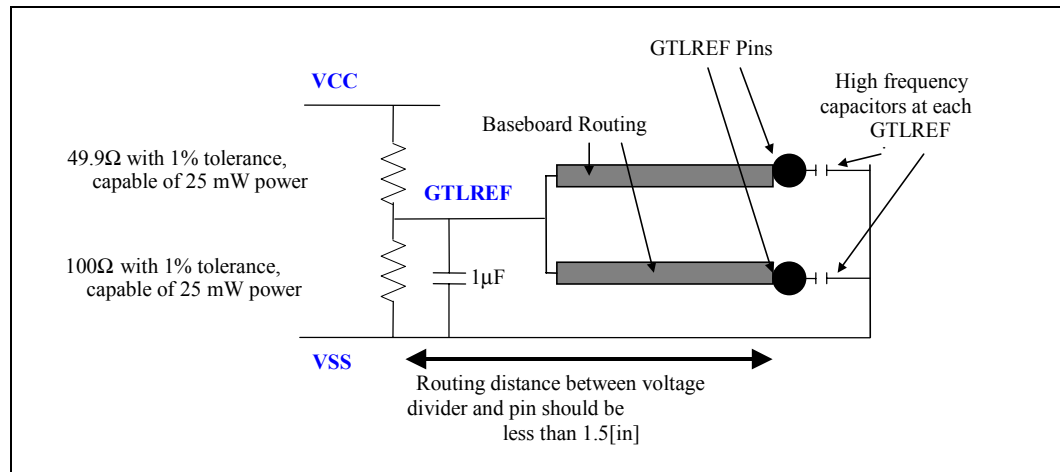 GTLREF Pins
VCC
High frequency
capacitors at each
GTLREF
Baseboard Routing
49.9Ω with 1% tolerance,
capable of 25 mW power
GTLREF
100Ω with 1% tolerance,
capable of 25 mW power
1µF
VSS
Routing distance between voltage
divider and pin should be
less than 1.5[in]